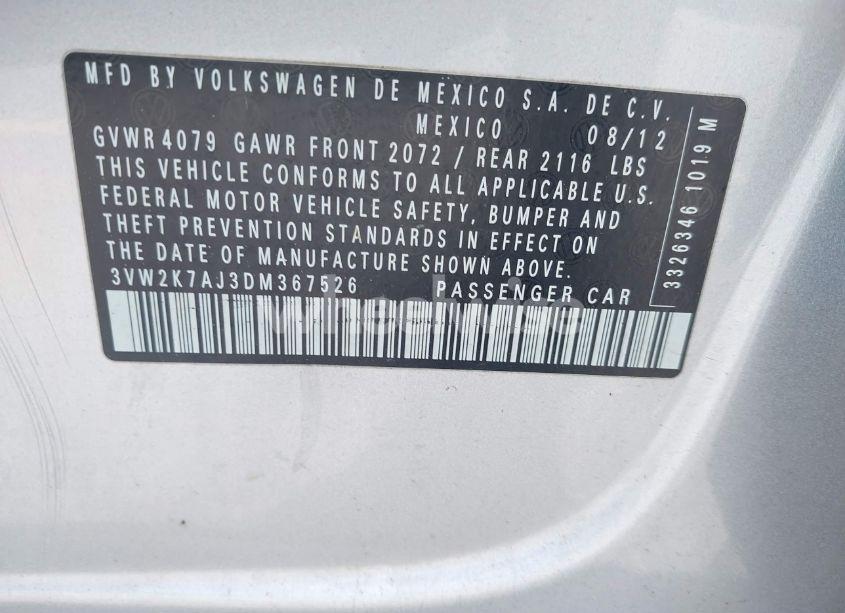 MFD BY VOLKSWAGEN DE MEXICO S.A. DE C.V.
MEXICO 08/12
GVWR 4079 GAWR FRONT 2072 / REAR 2116 LBS
THIS VEHICLE CONFORMS TO ALL APPLICABLE U.S.
FEDERAL MOTOR VEHICLE SAFETY, BUMPER AND
THEFT PREVENTION STANDARDS IN EFFECT ON
THE DATE OF MANUFACTURE SHOWN ABOVE.
3VW2K7AJ3DM367526 PASSENGER CAR
3326346 1019 M
wheelwise